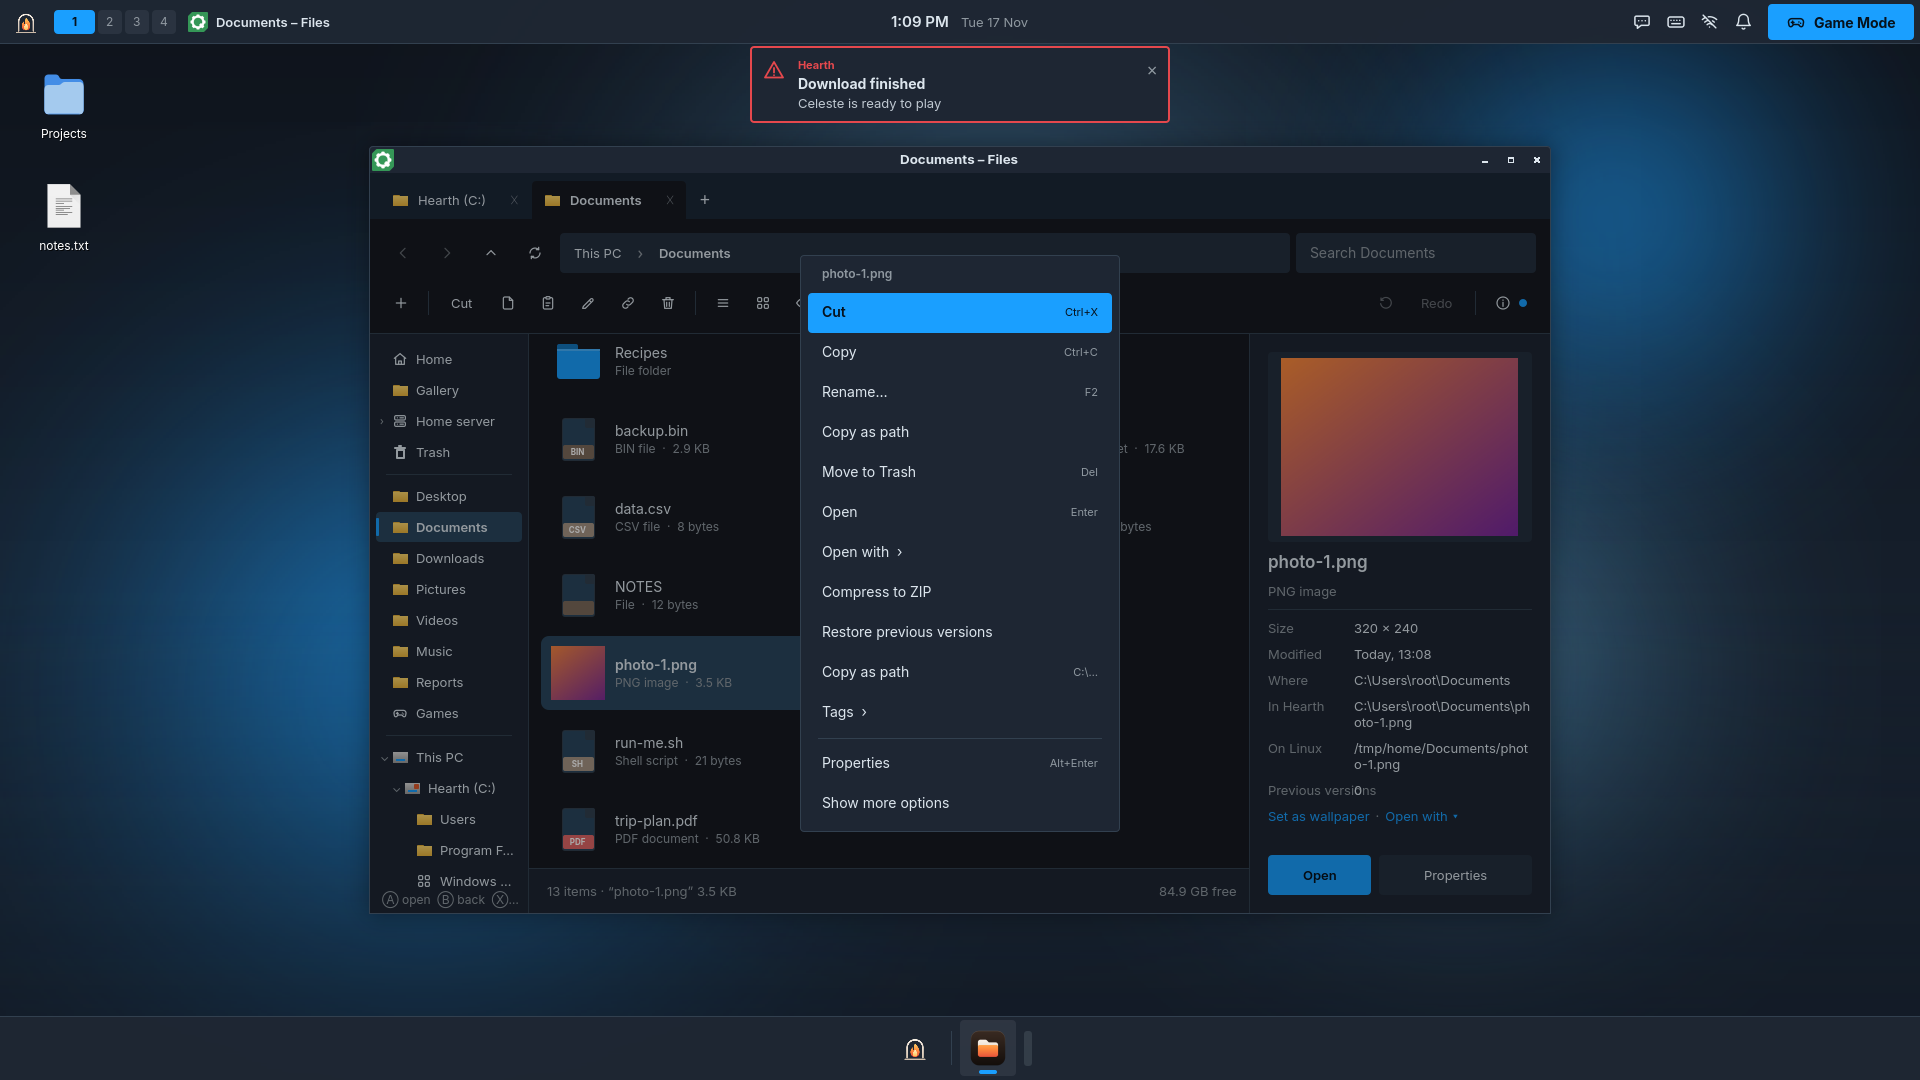 1 2 3 4 Documents – Files
1:09 PM Tue 17 Nov
Game Mode
Hearth
Download finished
Celeste is ready to play
Projects
notes.txt
Documents – Files
Hearth (C:) X Documents X +
This PC › Documents
Search Documents
Cut
Redo
Home
Gallery
Home server
Trash
Desktop
Documents
Downloads
Pictures
Videos
Music
Reports
Games
This PC
Hearth (C:)
Users
Program F...
Windows ...
A open B back X...
Recipes
File folder
backup.bin
BIN file · 2.9 KB
BIN
data.csv
CSV file · 8 bytes
CSV
NOTES
File · 12 bytes
photo-1.png
PNG image · 3.5 KB
run-me.sh
Shell script · 21 bytes
SH
trip-plan.pdf
PDF document · 50.8 KB
PDF
· 17.6 KB
bytes
photo-1.png
Cut Ctrl+X
Copy Ctrl+C
Rename... F2
Copy as path
Move to Trash Del
Open Enter
Open with ›
Compress to ZIP
Restore previous versions
Copy as path C:\...
Tags ›
Properties Alt+Enter
Show more options
13 items · “photo-1.png” 3.5 KB
84.9 GB free
photo-1.png
PNG image
Size 320 × 240
Modified Today, 13:08
Where C:\Users\root\Documents
In Hearth C:\Users\root\Documents\ph
oto-1.png
On Linux /tmp/home/Documents/phot
o-1.png
Previous versions 0
Set as wallpaper · Open with
Open Properties